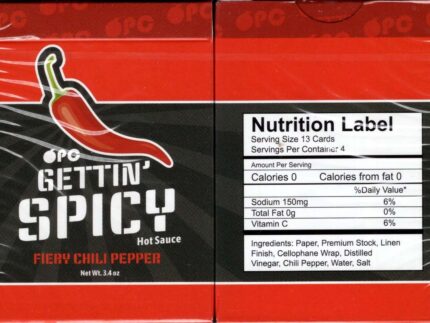 OPC
OPC
GETTIN'
SPICY
Hot Sauce
FIERY CHILI PEPPER
Net Wt. 3.4 oz
OPC
Nutrition Label
Serving Size 13 Cards
Servings Per Container 4
Amount Per Serving
Calories 0 Calories from fat 0
%Daily Value*
Sodium 150mg 6%
Total Fat 0g 0%
Vitamin C 6%
Ingredients: Paper, Premium Stock, Linen
Finish, Cellophane Wrap, Distilled
Vinegar, Chili Pepper, Water, Salt